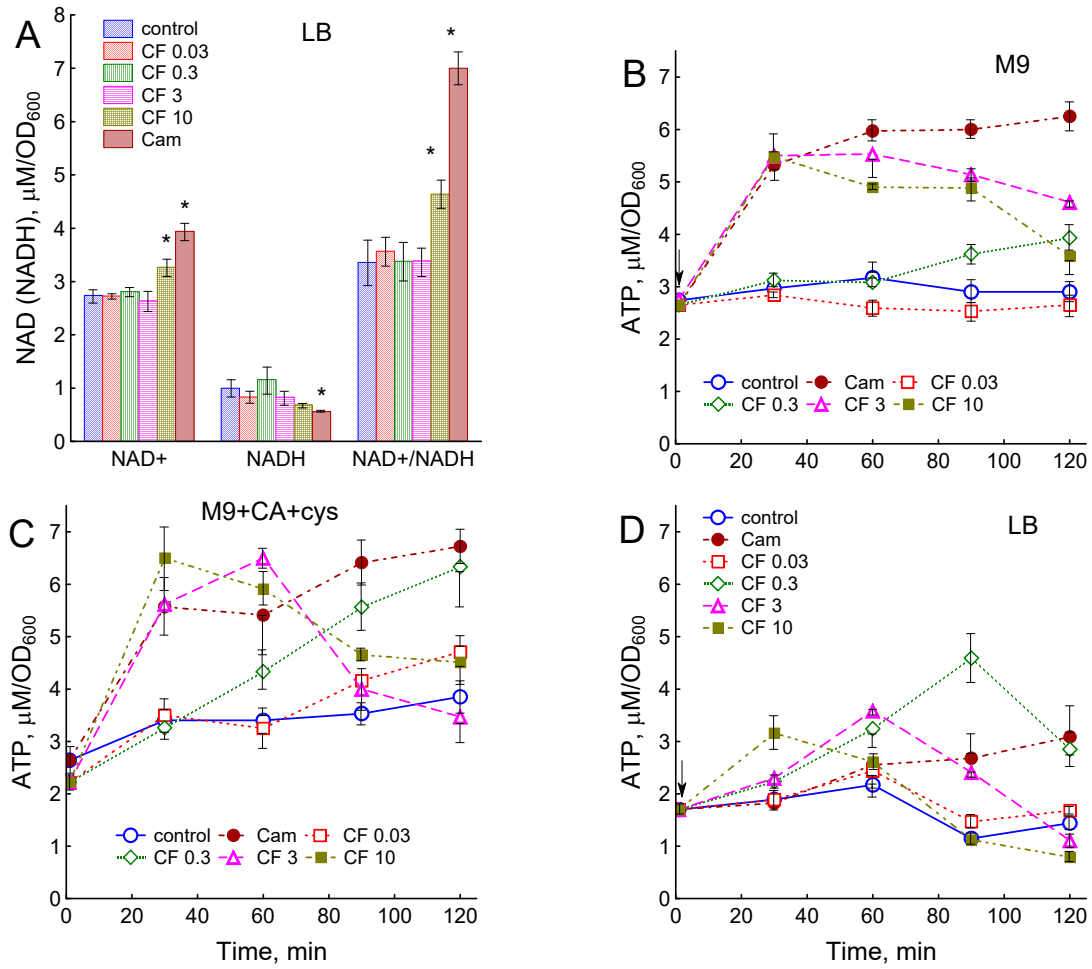 A
LB
control
CF 0.03
CF 0.3
CF 3
CF 10
Cam
NAD (NADH), μM/OD600
8
7
6
5
4
3
2
1
0
* * * * *
NAD+ NADH NAD+/NADH
B
M9
ATP, μM/OD600
7
6
5
4
3
2
1
0
control Cam CF 0.03
CF 0.3 CF 3 CF 10
0 20 40 60 80 100 120
C
M9+CA+cys
ATP, μM/OD600
7
6
5
4
3
2
1
0
control Cam CF 0.03
CF 0.3 CF 3 CF 10
0 20 40 60 80 100 120
Time, min
D
LB
control
Cam
CF 0.03
CF 0.3
CF 3
CF 10
ATP, μM/OD600
7
6
5
4
3
2
1
0
0 20 40 60 80 100 120
Time, min